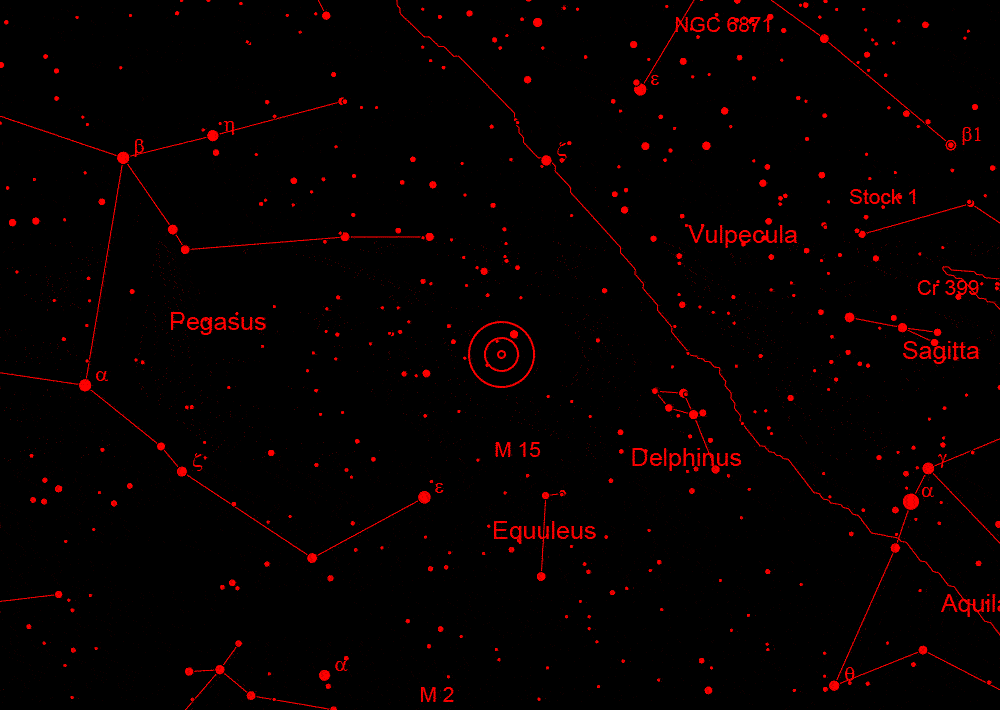 NGC 6871
ε
η
β1
β
ζ
Stock 1
Vulpecula
Cr 399
Pegasus
Sagitta
α
M 15
Delphinus
γ
ζ
ε
α
Equuleus
Aquila
α
θ
M 2